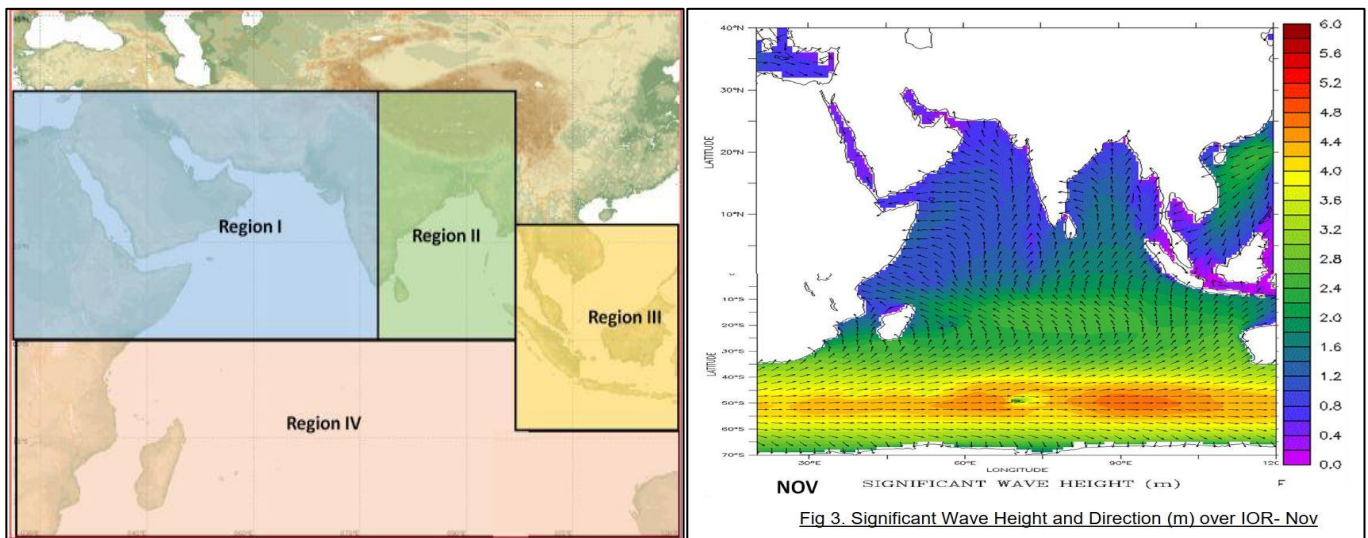 Region I
Region II
Region III
Region IV
40°N
30°N
20°N
10°N
10°S
20°S
30°S
40°S
50°S
60°S
70°S
LATITUDE
LATITUDE
30°E
60°E
90°E
120
LONGITUDE
NOV
SIGNIFICANT WAVE HEIGHT (m)
6.0
5.6
5.2
4.8
4.4
4.0
3.6
3.2
2.8
2.4
2.0
1.6
1.2
0.8
0.4
0.0
Fig 3. Significant Wave Height and Direction (m) over IOR- Nov